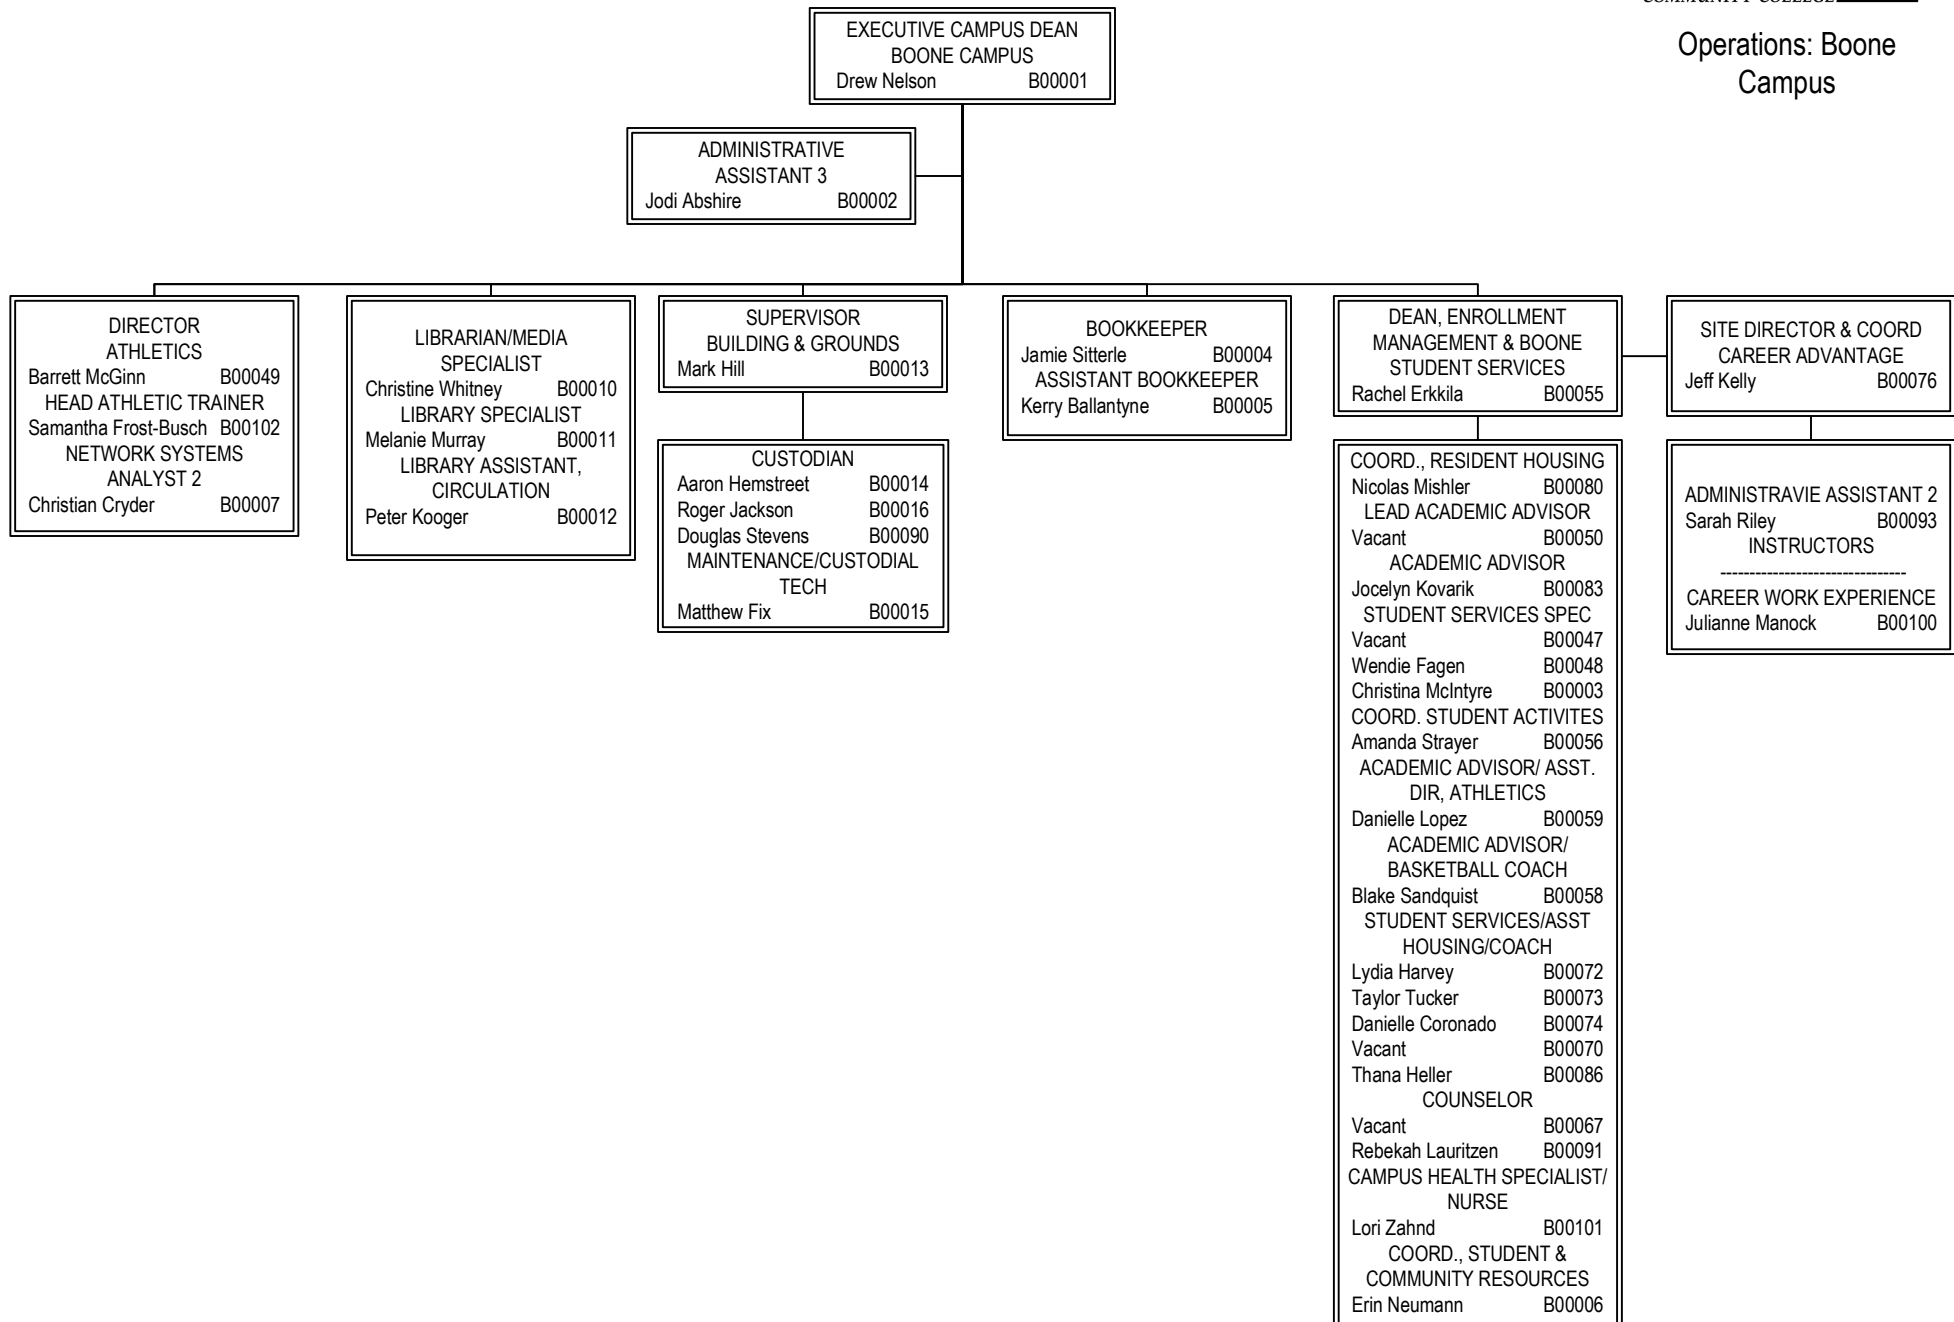 COMMUNITY COLLEGE
Operations: Boone
Campus
EXECUTIVE CAMPUS DEAN
BOONE CAMPUS
Drew Nelson B00001
ADMINISTRATIVE
ASSISTANT 3
Jodi Abshire B00002
DIRECTOR
ATHLETICS
Barrett McGinn B00049
HEAD ATHLETIC TRAINER
Samantha Frost-Busch B00102
NETWORK SYSTEMS
ANALYST 2
Christian Cryder B00007
LIBRARIAN/MEDIA
SPECIALIST
Christine Whitney B00010
LIBRARY SPECIALIST
Melanie Murray B00011
LIBRARY ASSISTANT,
CIRCULATION
Peter Kooger B00012
SUPERVISOR
BUILDING & GROUNDS
Mark Hill B00013
CUSTODIAN
Aaron Hemstreet B00014
Roger Jackson B00016
Douglas Stevens B00090
MAINTENANCE/CUSTODIAL
TECH
Matthew Fix B00015
BOOKKEEPER
Jamie Sitterle B00004
ASSISTANT BOOKKEEPER
Kerry Ballantyne B00005
DEAN, ENROLLMENT
MANAGEMENT & BOONE
STUDENT SERVICES
Rachel Erkkila B00055
COORD., RESIDENT HOUSING
Nicolas Mishler B00080
LEAD ACADEMIC ADVISOR
Vacant B00050
ACADEMIC ADVISOR
Jocelyn Kovarik B00083
STUDENT SERVICES SPEC
Vacant B00047
Wendie Fagen B00048
Christina McIntyre B00003
COORD. STUDENT ACTIVITES
Amanda Strayer B00056
ACADEMIC ADVISOR/ ASST.
DIR, ATHLETICS
Danielle Lopez B00059
ACADEMIC ADVISOR/
BASKETBALL COACH
Blake Sandquist B00058
STUDENT SERVICES/ASST
HOUSING/COACH
Lydia Harvey B00072
Taylor Tucker B00073
Danielle Coronado B00074
Vacant B00070
Thana Heller B00086
COUNSELOR
Vacant B00067
Rebekah Lauritzen B00091
CAMPUS HEALTH SPECIALIST/
NURSE
Lori Zahnd B00101
COORD., STUDENT &
COMMUNITY RESOURCES
Erin Neumann B00006
SITE DIRECTOR & COORD
CAREER ADVANTAGE
Jeff Kelly B00076
ADMINISTRAVIE ASSISTANT 2
Sarah Riley B00093
INSTRUCTORS
--------------------------------
CAREER WORK EXPERIENCE
Julianne Manock B00100